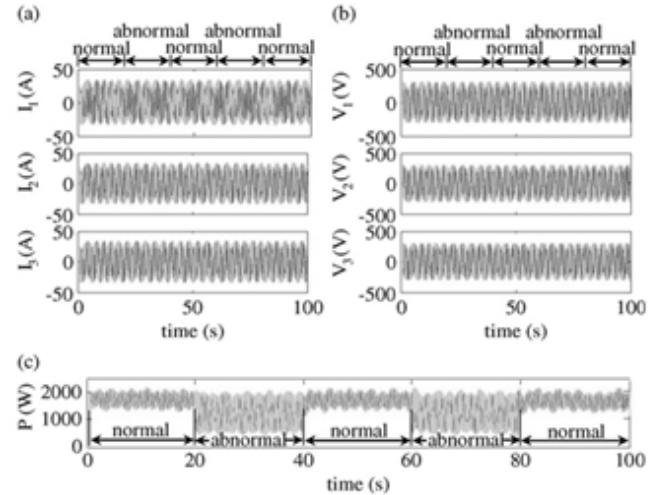 (a)
abnormal abnormal
normal normal normal
50
0
-50
I1(A)
50
0
-50
I2(A)
50
0
-50
I3(A)
0 50 100
time (s)
(b)
abnormal abnormal
normal normal normal
500
0
-500
V1(V)
500
0
-500
V2(V)
500
0
-500
V3(V)
0 50 100
time (s)
(c)
2000
1000
0
P (W)
normal abnormal normal abnormal normal
0 20 40 60 80 100
time (s)